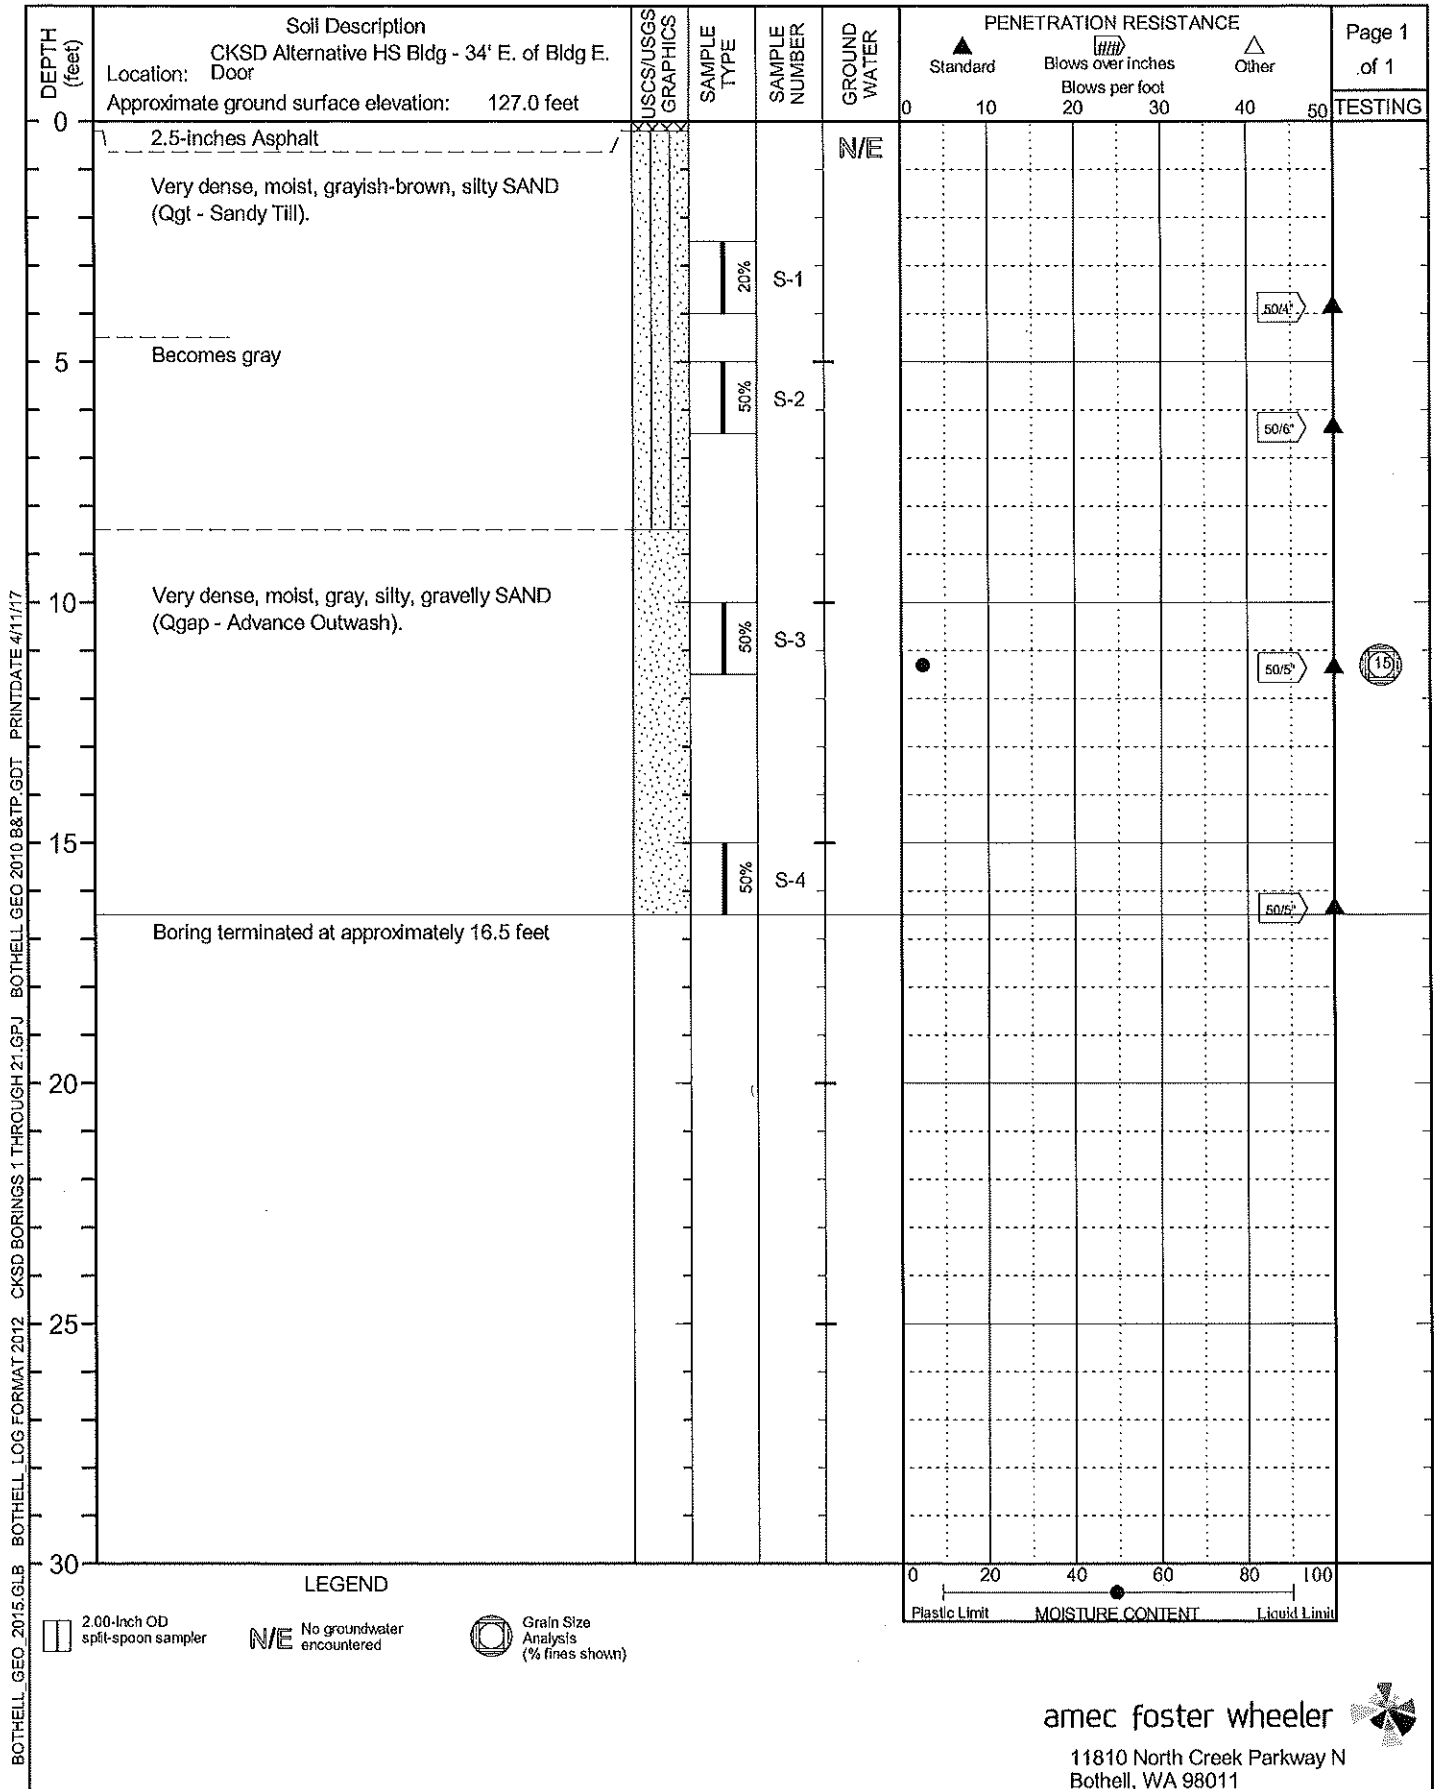 DEPTH
(feet)
Soil Description
Location: CKSD Alternative HS Bldg - 34' E. of Bldg E.
Door
Approximate ground surface elevation: 127.0 feet
USCS/USGS
GRAPHICS
SAMPLE
TYPE
SAMPLE
NUMBER
GROUND
WATER
PENETRATION RESISTANCE
Standard
##/#
Blows over inches
Other
Blows per foot
0 10 20 30 40 50
Page 1
of 1
TESTING
0
2.5-inches Asphalt
N/E
Very dense, moist, grayish-brown, silty SAND
(Qgt - Sandy Till).
20% S-1
50/4"
Becomes gray
5
50% S-2
50/6"
10
Very dense, moist, gray, silty, gravelly SAND
(Qgap - Advance Outwash).
50% S-3
50/5"
15
15
50% S-4
50/5"
Boring terminated at approximately 16.5 feet
20
25
30
0 20 40 60 80 100
Plastic Limit MOISTURE CONTENT Liquid Limit
LEGEND
2.00-inch OD
split-spoon sampler
N/E No groundwater
encountered
Grain Size
Analysis
(% fines shown)
amec foster wheeler
11810 North Creek Parkway N
Bothell, WA 98011
BOTHELL_GEO_2015.GLB BOTHELL_LOG FORMAT 2012 CKSD BORINGS 1 THROUGH 21.GPJ BOTHELL GEO 2010 B&TP.GDT PRINTDATE 4/11/17